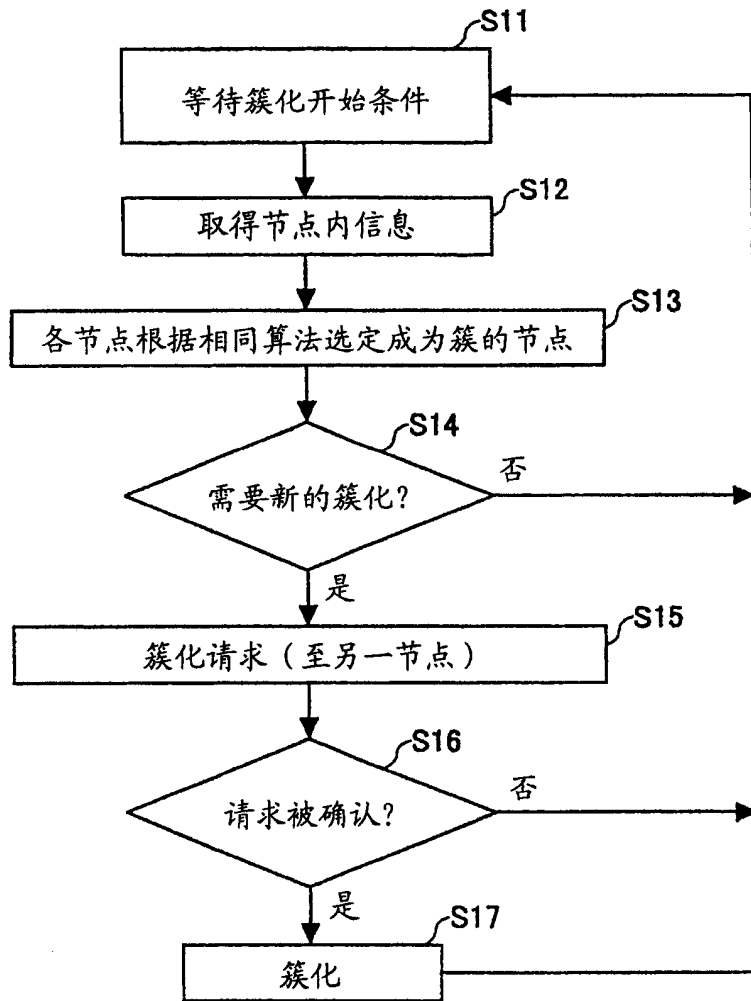 S11
等待簇化开始条件
S12
取得节点内信息
S13
各节点根据相同算法选定成为簇的节点
S14
需要新的簇化?
否
是
S15
簇化请求(至另一节点)
S16
请求被确认?
否
是
S17
簇化